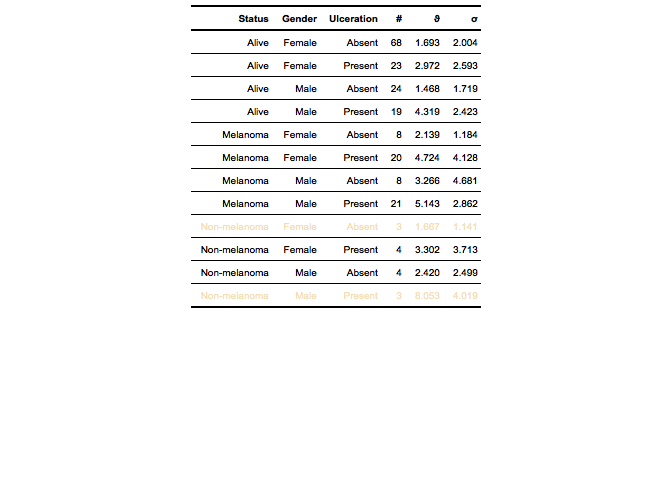 Status Gender Ulceration # ϑ σ
Alive Female Absent 68 1.693 2.004
Alive Female Present 23 2.972 2.593
Alive Male Absent 24 1.468 1.719
Alive Male Present 19 4.319 2.423
Melanoma Female Absent 8 2.139 1.184
Melanoma Female Present 20 4.724 4.128
Melanoma Male Absent 8 3.266 4.681
Melanoma Male Present 21 5.143 2.862
Non-melanoma Female Absent 3 1.667 1.141
Non-melanoma Female Present 4 3.302 3.713
Non-melanoma Male Absent 4 2.420 2.499
Non-melanoma Male Present 3 8.053 4.019